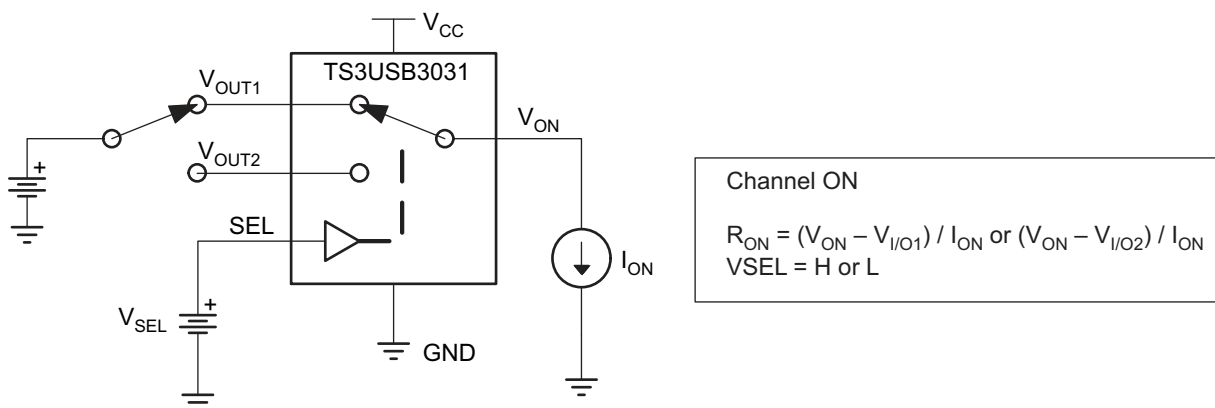 V_CC
TS3USB3031
V_OUT1
V_ON
V_OUT2
SEL
I_ON
V_SEL
GND
+
+
Channel ON
R_ON = (V_ON – V_I/O1) / I_ON or (V_ON – V_I/O2) / I_ON
VSEL = H or L